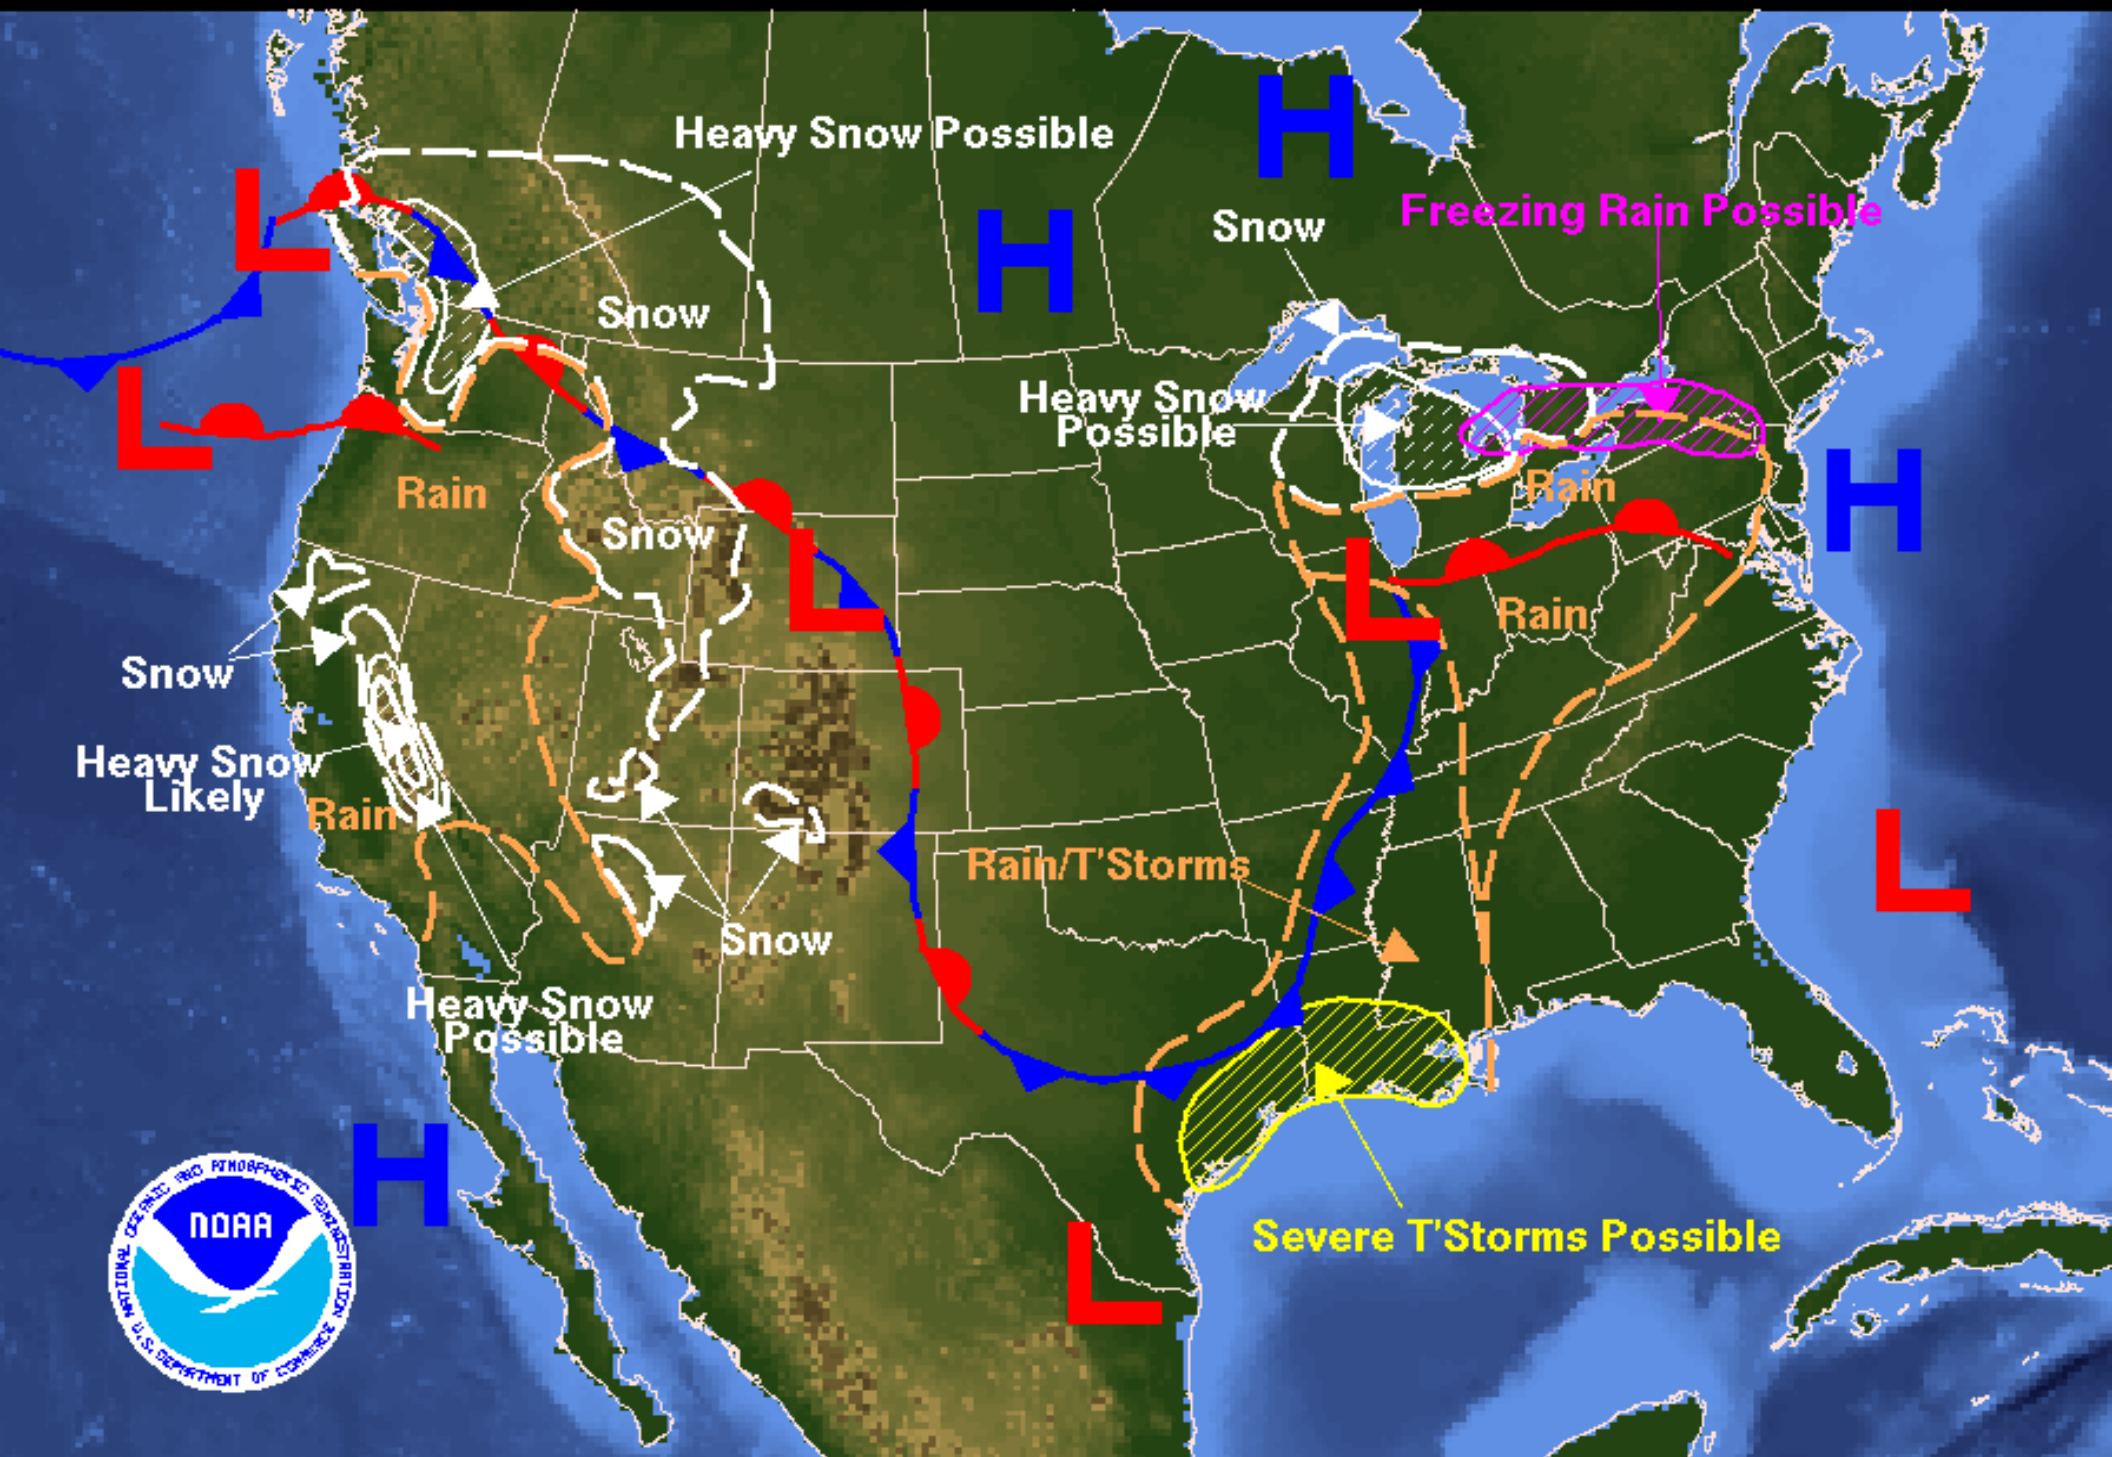 H
Heavy Snow Possible
L
Freezing Rain Possible
H
Snow
Snow
L
Heavy Snow
Possible
H
Rain
Rain
Snow
L
L
Rain
Snow
Heavy Snow
Likely
Rain
Rain/T'Storms
L
Snow
Heavy Snow
Possible
H
NATIONAL OCEANIC AND ATMOSPHERIC ADMINISTRATION
NOAA
U.S. DEPARTMENT OF COMMERCE
Severe T'Storms Possible
L